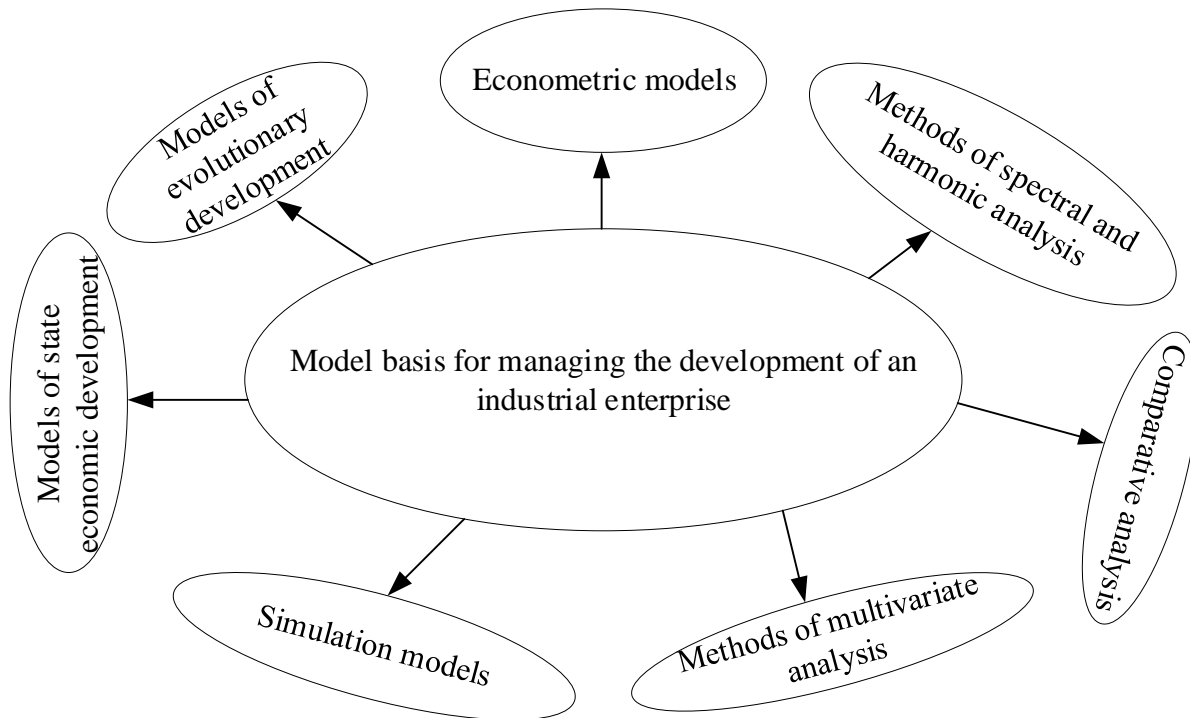 Econometric models
Models of
evolutionary
development
Methods of spectral and
harmonic analysis
Models of state
economic development
Model basis for managing the development of an
industrial enterprise
Comparative analysis
Simulation models
Methods of multivariate
analysis